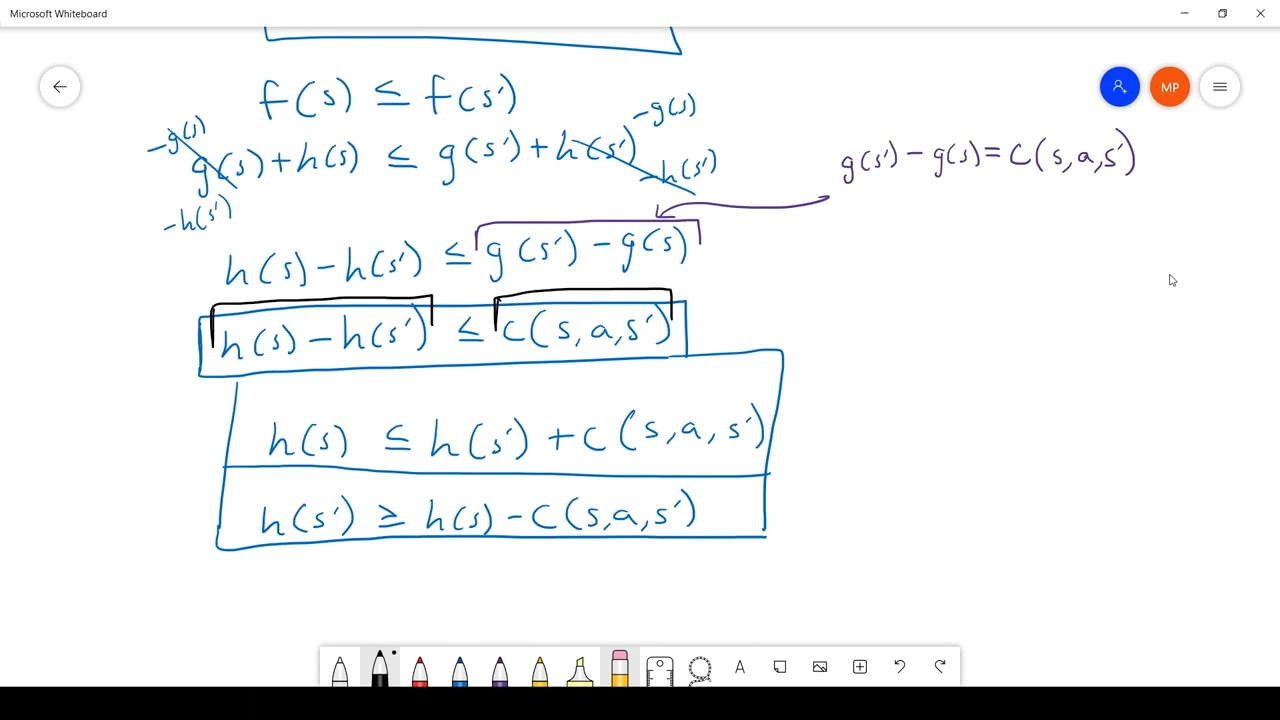 Microsoft Whiteboard
MP
f(s) ≤ f(s')
-g(s)
-g(s)
g(s) + h(s) ≤ g(s') + h(s')
-h(s')
-h(s')
g(s') - g(s) = C(s, a, s')
h(s) - h(s') ≤ g(s') - g(s)
h(s) - h(s') ≤ C(s, a, s')
h(s) ≤ h(s') + C(s, a, s')
h(s') ≥ h(s) - C(s, a, s')
A